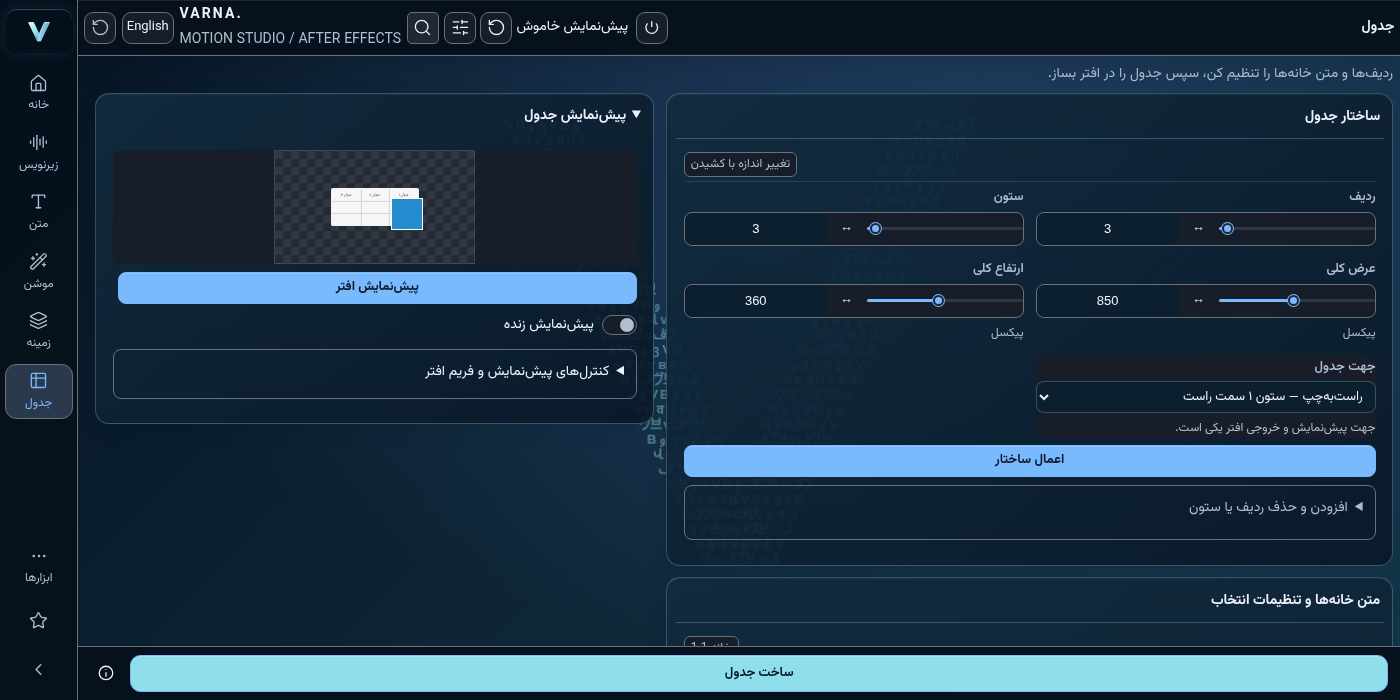 جدول
پیش‌نمایش خاموش
English
VARNA.
MOTION STUDIO / AFTER EFFECTS
خانه
زیرنویس
متن
موشن
زمینه
جدول
ابزارها
ردیف‌ها و متن خانه‌ها را تنظیم کن، سپس جدول را در افتر بساز.
ساختار جدول
تغییر اندازه با کشیدن
ردیف
ستون
3
3
عرض کلی
ارتفاع کلی
850
360
پیکسل
پیکسل
جهت جدول
راست‌به‌چپ — ستون ۱ سمت راست
جهت پیش‌نمایش و خروجی افتر یکی است.
اعمال ساختار
افزودن و حذف ردیف یا ستون
متن خانه‌ها و تنظیمات انتخاب
پیش‌نمایش جدول
پیش‌نمایش افتر
پیش‌نمایش زنده
کنترل‌های پیش‌نمایش و فریم افتر
ساخت جدول